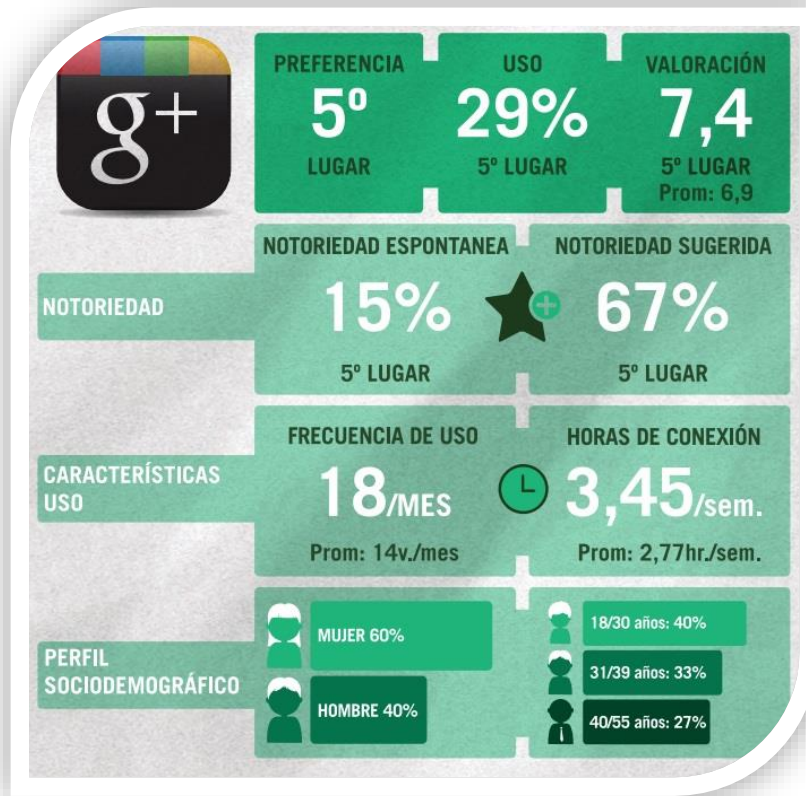 g+
PREFERENCIA
5º
LUGAR
USO
29%
5º LUGAR
VALORACIÓN
7,4
5º LUGAR
Prom: 6,9
NOTORIEDAD
NOTORIEDAD ESPONTANEA
15%
5º LUGAR
NOTORIEDAD SUGERIDA
67%
5º LUGAR
CARACTERÍSTICAS
USO
FRECUENCIA DE USO
18/MES
Prom: 14v./mes
HORAS DE CONEXIÓN
3,45/sem.
Prom: 2,77hr./sem.
PERFIL
SOCIODEMOGRÁFICO
MUJER 60%
HOMBRE 40%
18/30 años: 40%
31/39 años: 33%
40/55 años: 27%